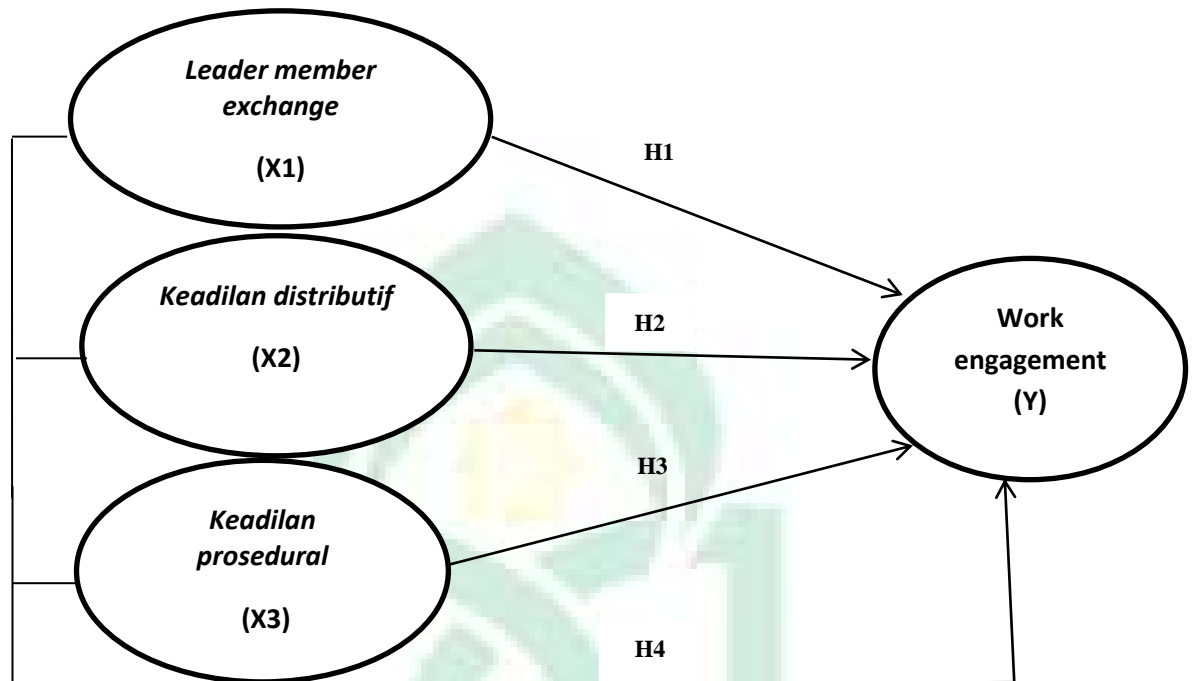 Leader member
exchange
(X1)
H1
Keadilan distributif
(X2)
H2
Work
engagement
(Y)
H3
Keadilan
prosedural
(X3)
H4